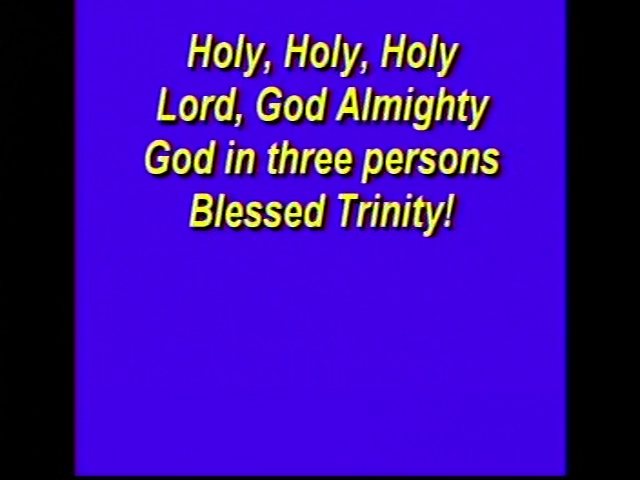 Holy, Holy, Holy
Lord, God Almighty
God in three persons
Blessed Trinity!